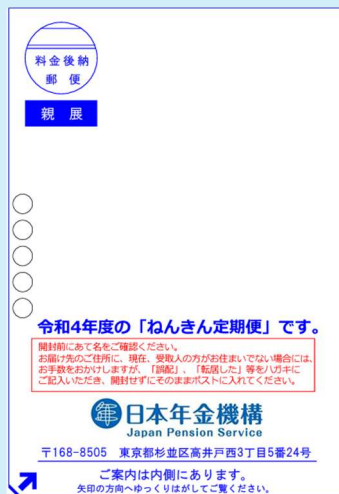 料金後納
郵便
親展
令和4年度の「ねんきん定期便」です。
開封前にあて名をご確認ください。
お届け先のご住所に、現在、受取人の方がお住まいでない場合には、
お手数をおかけしますが、「誤配」、「転居した」等をハガキに
ご記入いただき、開封せずにそのままポストに入れてください。
日本年金機構
Japan Pension Service
〒168-8505 東京都杉並区高井戸西3丁目5番24号
ご案内は内側にあります。
矢印の方向へゆっくりはがしてご覧ください。